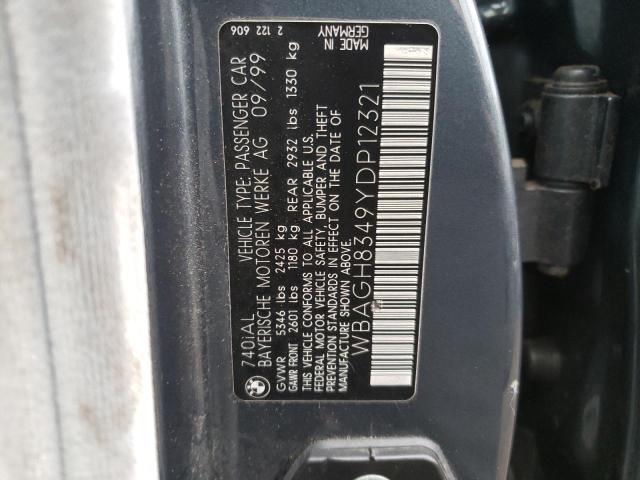 740iAL VEHICLE TYPE: PASSENGER CAR
BAYERISCHE MOTOREN WERKE AG 09/99
GVWR 5346 lbs 2425 kg
GAWR FRONT 2601 lbs 1180 kg REAR 2932 lbs 1330 kg
THIS VEHICLE CONFORMS TO ALL APPLICABLE U.S.
FEDERAL MOTOR VEHICLE SAFETY, BUMPER AND THEFT
PREVENTION STANDARDS IN EFFECT ON THE DATE OF
MANUFACTURE.
WBAGH8349YDP12321
2 122 606
MADE IN
GERMANY